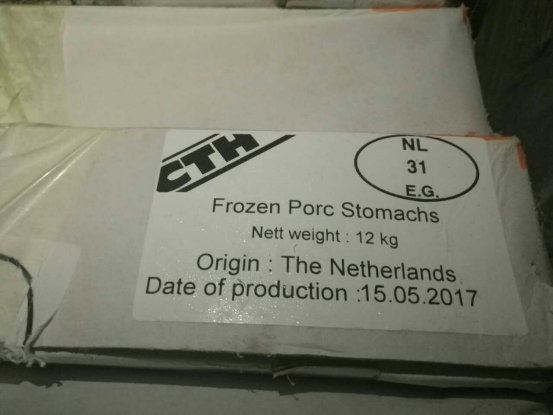 CTH
NL
31
E.G.
Frozen Porc Stomachs
Nett weight : 12 kg
Origin : The Netherlands
Date of production :15.05.2017